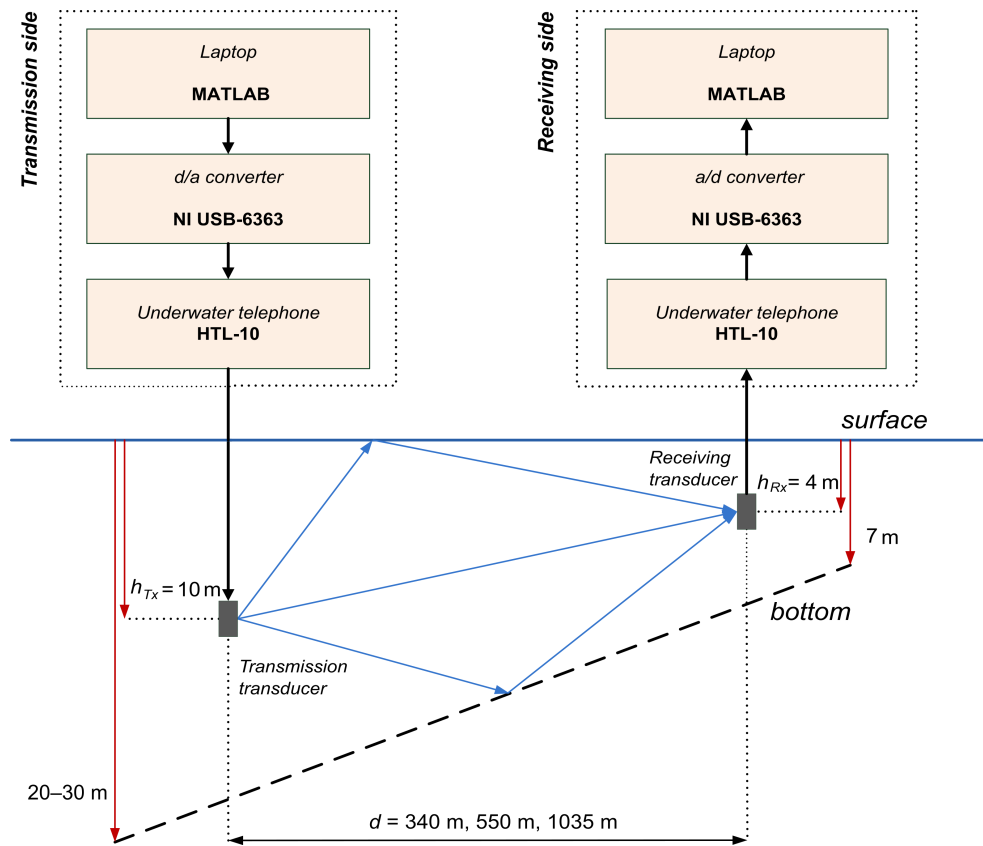 Transmission side
Laptop
MATLAB
d/a converter
NI USB-6363
Underwater telephone
HTL-10
Receiving side
Laptop
MATLAB
a/d converter
NI USB-6363
Underwater telephone
HTL-10
surface
Receiving
transducer
hRx = 4 m
7 m
hTx = 10 m
bottom
Transmission
transducer
20–30 m
d = 340 m, 550 m, 1035 m